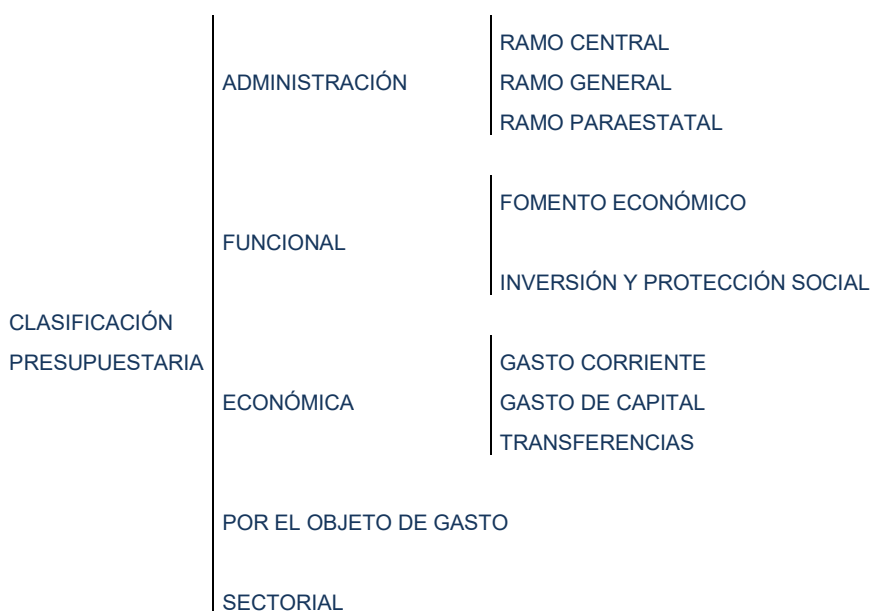 CLASIFICACIÓN
PRESUPUESTARIA
ADMINISTRACIÓN
RAMO CENTRAL
RAMO GENERAL
RAMO PARAESTATAL
FUNCIONAL
FOMENTO ECONÓMICO
INVERSIÓN Y PROTECCIÓN SOCIAL
ECONÓMICA
GASTO CORRIENTE
GASTO DE CAPITAL
TRANSFERENCIAS
POR EL OBJETO DE GASTO
SECTORIAL